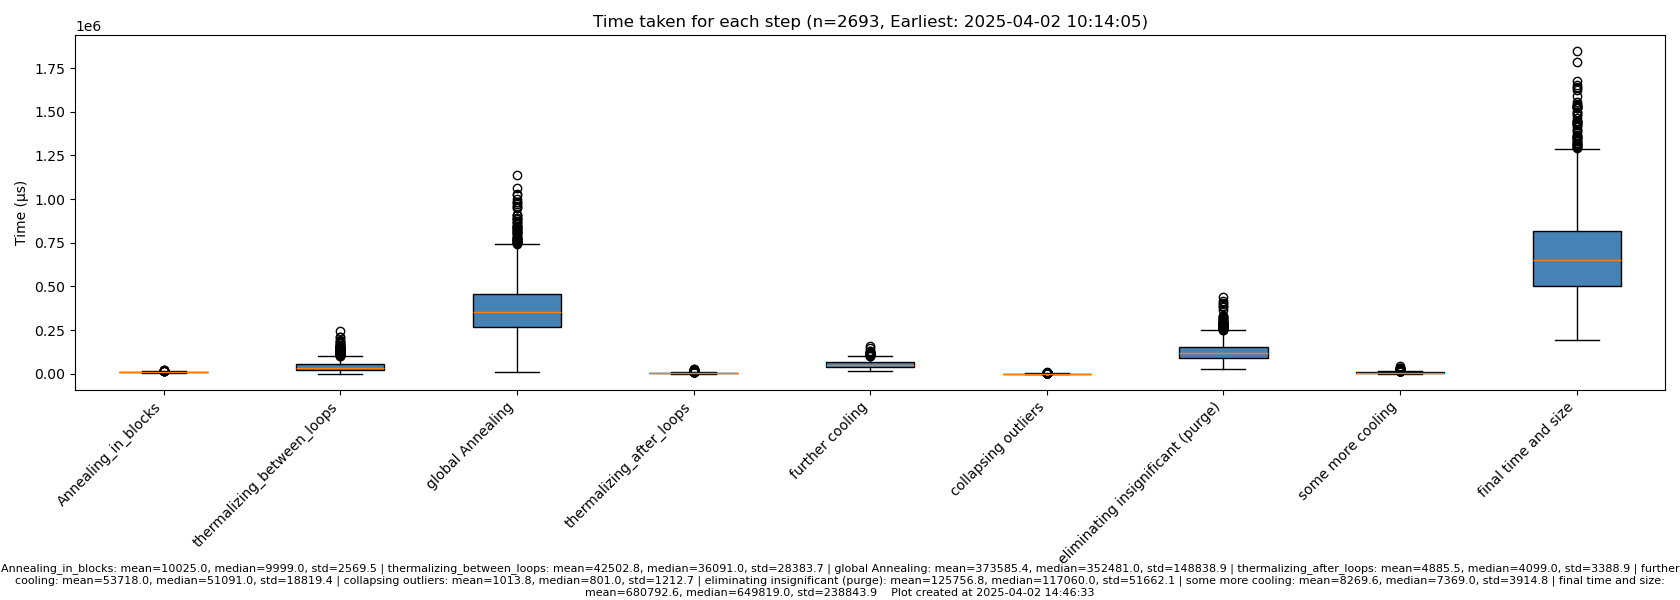 Time taken for each step (n=2693, Earliest: 2025-04-02 10:14:05)
1e6
1.75
1.50
1.25
1.00
0.75
0.50
0.25
0.00
Time (µs)
Annealing_in_blocks
thermalizing_between_loops
global Annealing
thermalizing_after_loops
further cooling
collapsing outliers
eliminating insignificant (purge)
some more cooling
final time and size
Annealing_in_blocks: mean=10025.0, median=9999.0, std=2569.5 | thermalizing_between_loops: mean=42502.8, median=36091.0, std=28383.7 | global Annealing: mean=373585.4, median=352481.0, std=148838.9 | thermalizing_after_loops: mean=4885.5, median=4099.0, std=3388.9 | further
cooling: mean=53718.0, median=51091.0, std=18819.4 | collapsing outliers: mean=1013.8, median=801.0, std=1212.7 | eliminating insignificant (purge): mean=125756.8, median=117060.0, std=51662.1 | some more cooling: mean=8269.6, median=7369.0, std=3914.8 | final time and size:
mean=680792.6, median=649819.0, std=238843.9    Plot created at 2025-04-02 14:46:33